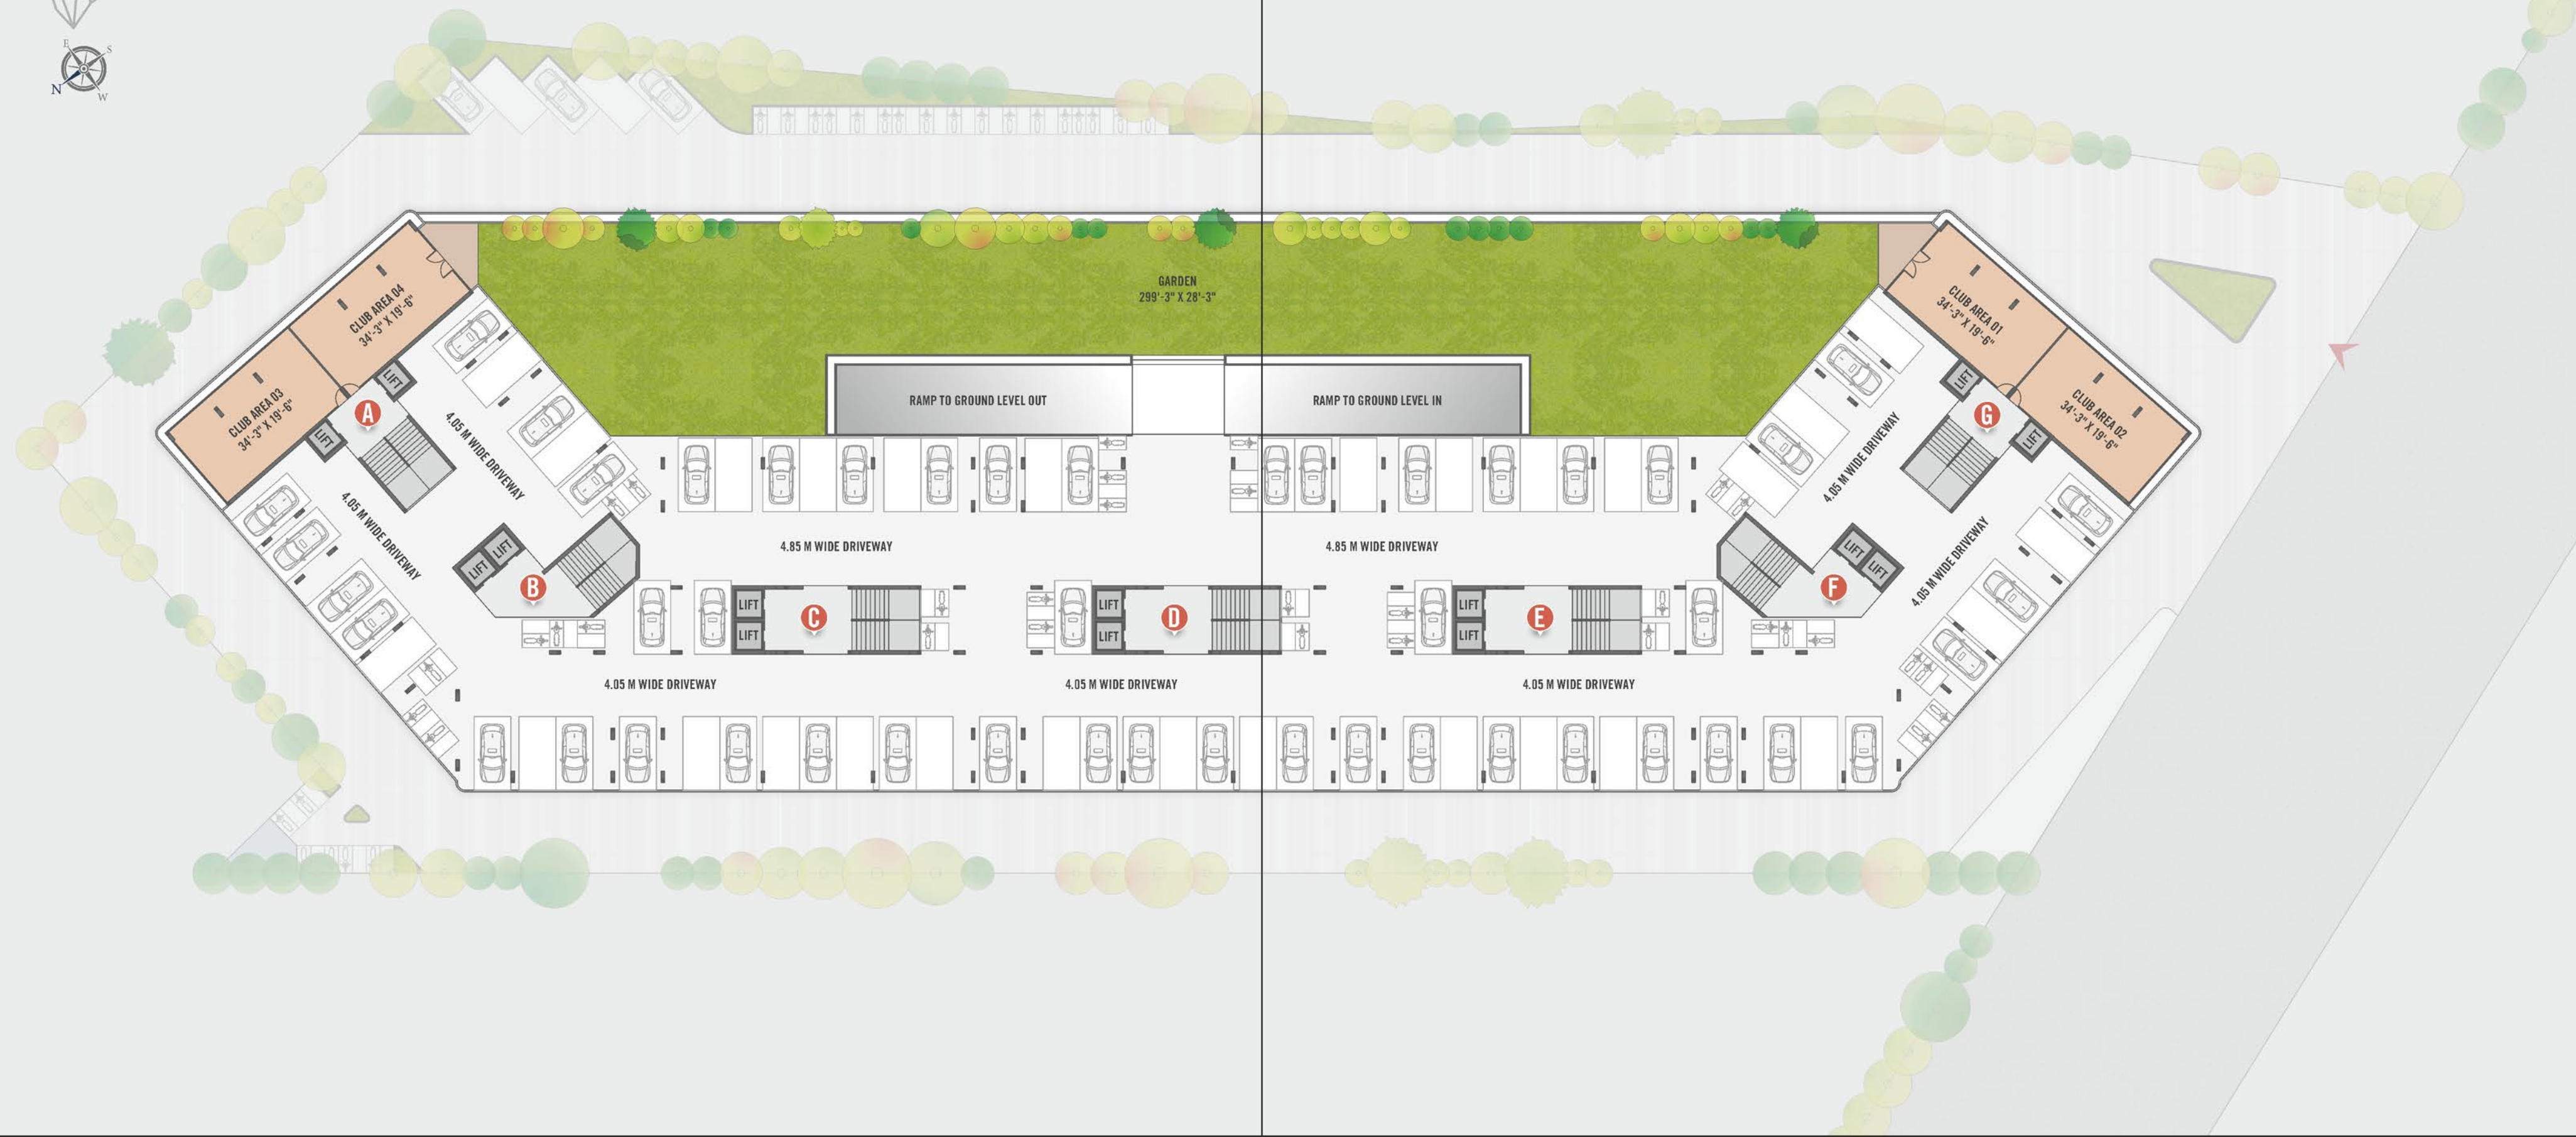 E
S
N
W
GARDEN
299'-3" X 28'-3"
CLUB AREA 04
34'-3" X 19'-6"
CLUB AREA 03
34'-3" X 19'-6"
CLUB AREA 01
34'-3" X 19'-6"
CLUB AREA 02
34'-3" X 19'-6"
RAMP TO GROUND LEVEL OUT
RAMP TO GROUND LEVEL IN
LIFT
A
LIFT
LIFT
G
LIFT
4.05 M WIDE DRIVEWAY
4.05 M WIDE DRIVEWAY
4.05 M WIDE DRIVEWAY
4.05 M WIDE DRIVEWAY
4.85 M WIDE DRIVEWAY
4.85 M WIDE DRIVEWAY
LIFT
LIFT
B
LIFT
LIFT
C
LIFT
LIFT
D
LIFT
LIFT
E
LIFT
LIFT
F
4.05 M WIDE DRIVEWAY
4.05 M WIDE DRIVEWAY
4.05 M WIDE DRIVEWAY